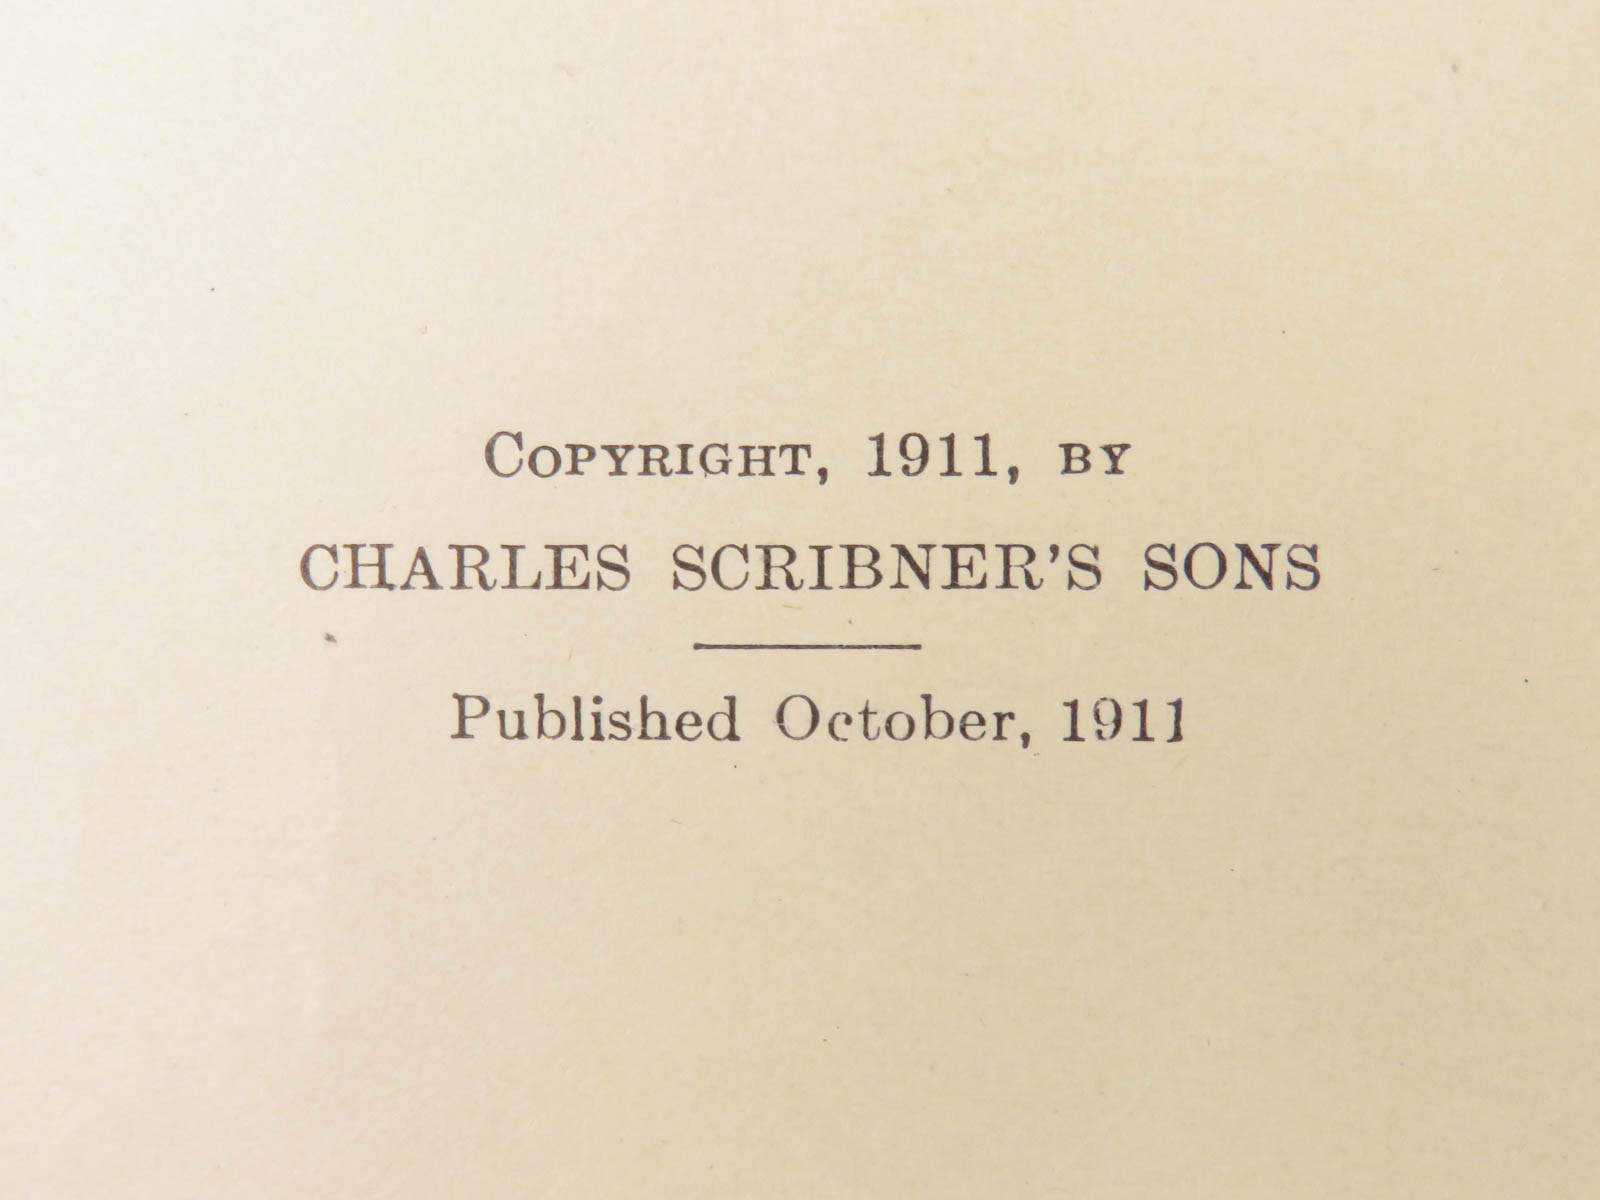 Copyright, 1911, by
CHARLES SCRIBNER'S SONS
Published October, 1911